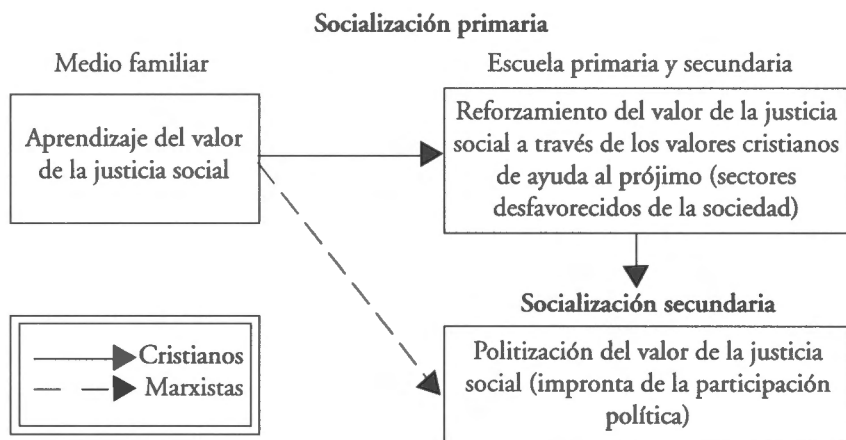 Socialización primaria
Medio familiar
Escuela primaria y secundaria
Aprendizaje del valor
de la justicia social
Reforzamiento del valor de la justicia
social a través de los valores cristianos
de ayuda al prójimo (sectores
desfavorecidos de la sociedad)
Socialización secundaria
Politización del valor de la justicia
social (impronta de la participación
política)
Cristianos
Marxistas